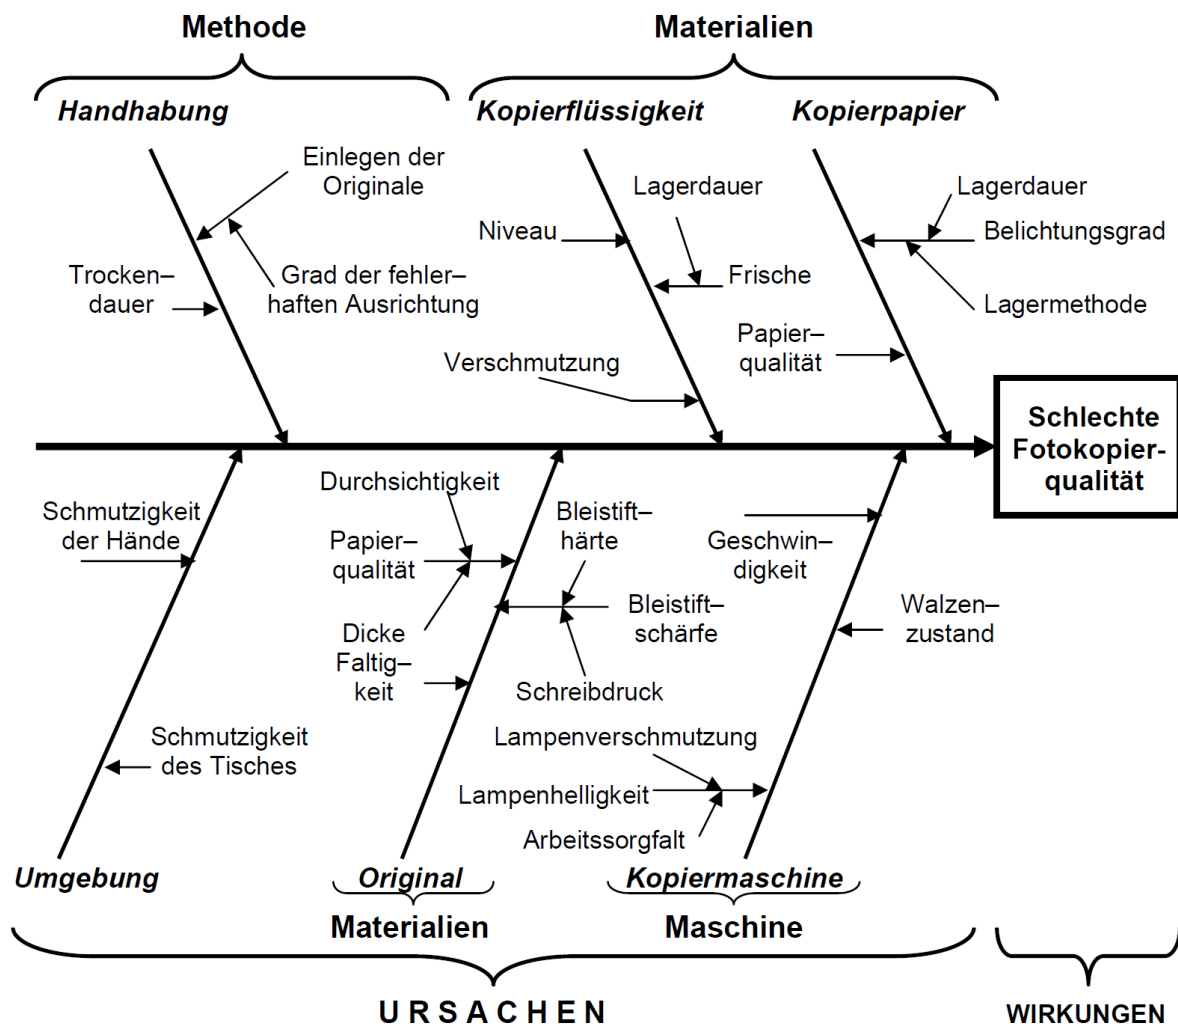 Methode
Materialien
Handhabung
Kopierflüssigkeit
Kopierpapier
Einlegen der
Originale
Lagerdauer
Lagerdauer
Niveau
Belichtungsgrad
Trocken–
dauer
Grad der fehler–
haften Ausrichtung
Frische
Lagermethode
Papier–
qualität
Verschmutzung
Schlechte
Fotokopier-
qualität
Durchsichtigkeit
Schmutzigkeit
der Hände
Bleistift–
härte
Papier–
qualität
Geschwin–
digkeit
Bleistift–
schärfe
Walzen–
zustand
Dicke
Faltig–
keit
Schreibdruck
Schmutzigkeit
des Tisches
Lampenverschmutzung
Lampenhelligkeit
Arbeitssorgfalt
Umgebung
Original
Kopiermaschine
Materialien
Maschine
URSACHEN
WIRKUNGEN